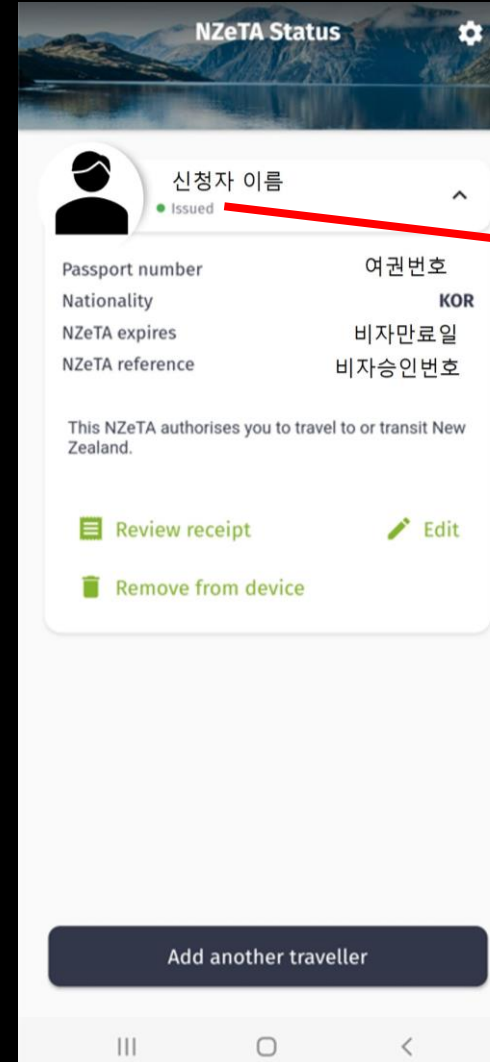 NZeTA Status
신청자 이름
Issued
Passport number 여권번호
Nationality KOR
NZeTA expires 비자만료일
NZeTA reference 비자승인번호
This NZeTA authorises you to travel to or transit New
Zealand.
Review receipt Edit
Remove from device
Add another traveller